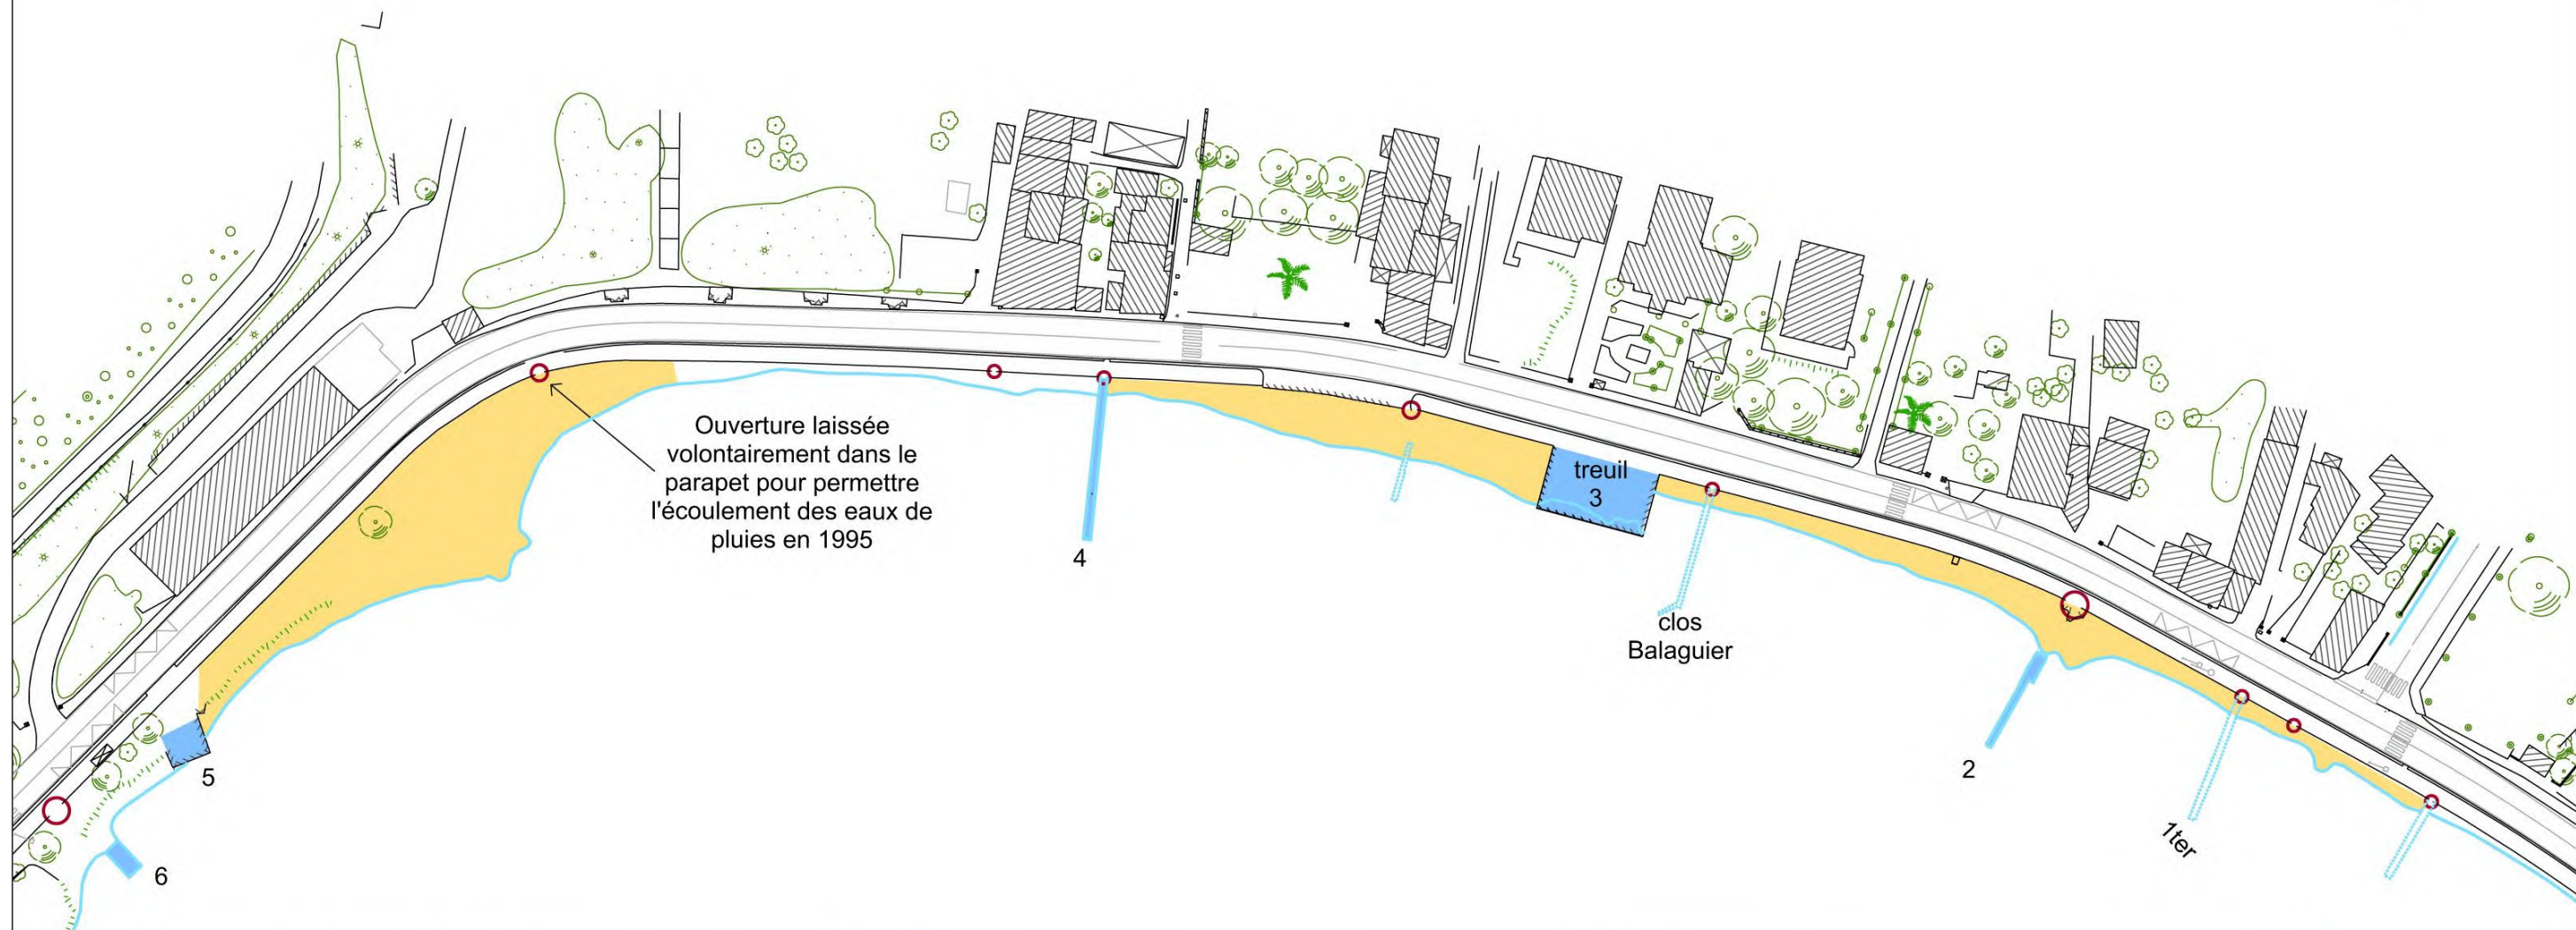 Ouverture laissée
volontairement dans le
parapet pour permettre
l'écoulement des eaux de
pluies en 1995
treuil
3
4
clos
Balaguier
2
1ter
5
6